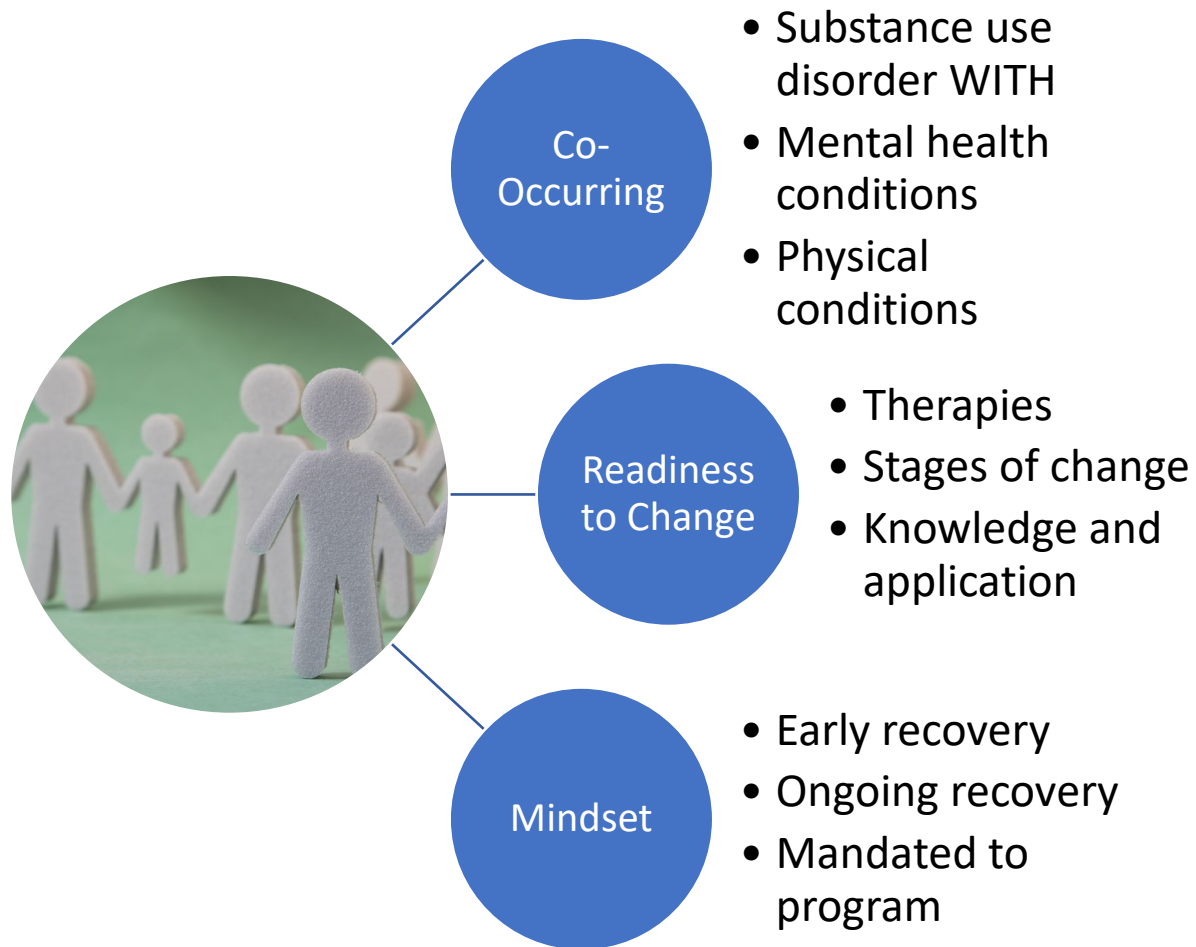 Co-
Occurring
• Substance use
disorder WITH
• Mental health
conditions
• Physical
conditions
Readiness
to Change
• Therapies
• Stages of change
• Knowledge and
application
Mindset
• Early recovery
• Ongoing recovery
• Mandated to
program